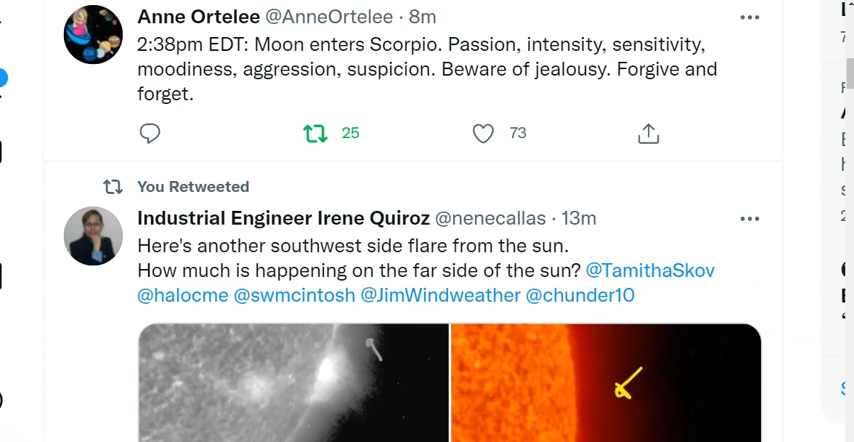 Anne Ortelee @AnneOrtelee · 8m
2:38pm EDT: Moon enters Scorpio. Passion, intensity, sensitivity,
moodiness, aggression, suspicion. Beware of jealousy. Forgive and
forget.
25 73
You Retweeted
Industrial Engineer Irene Quiroz @nenecallas · 13m
Here's another southwest side flare from the sun.
How much is happening on the far side of the sun? @TamithaSkov
@halocme @swmcintosh @JimWindweather @chunder10